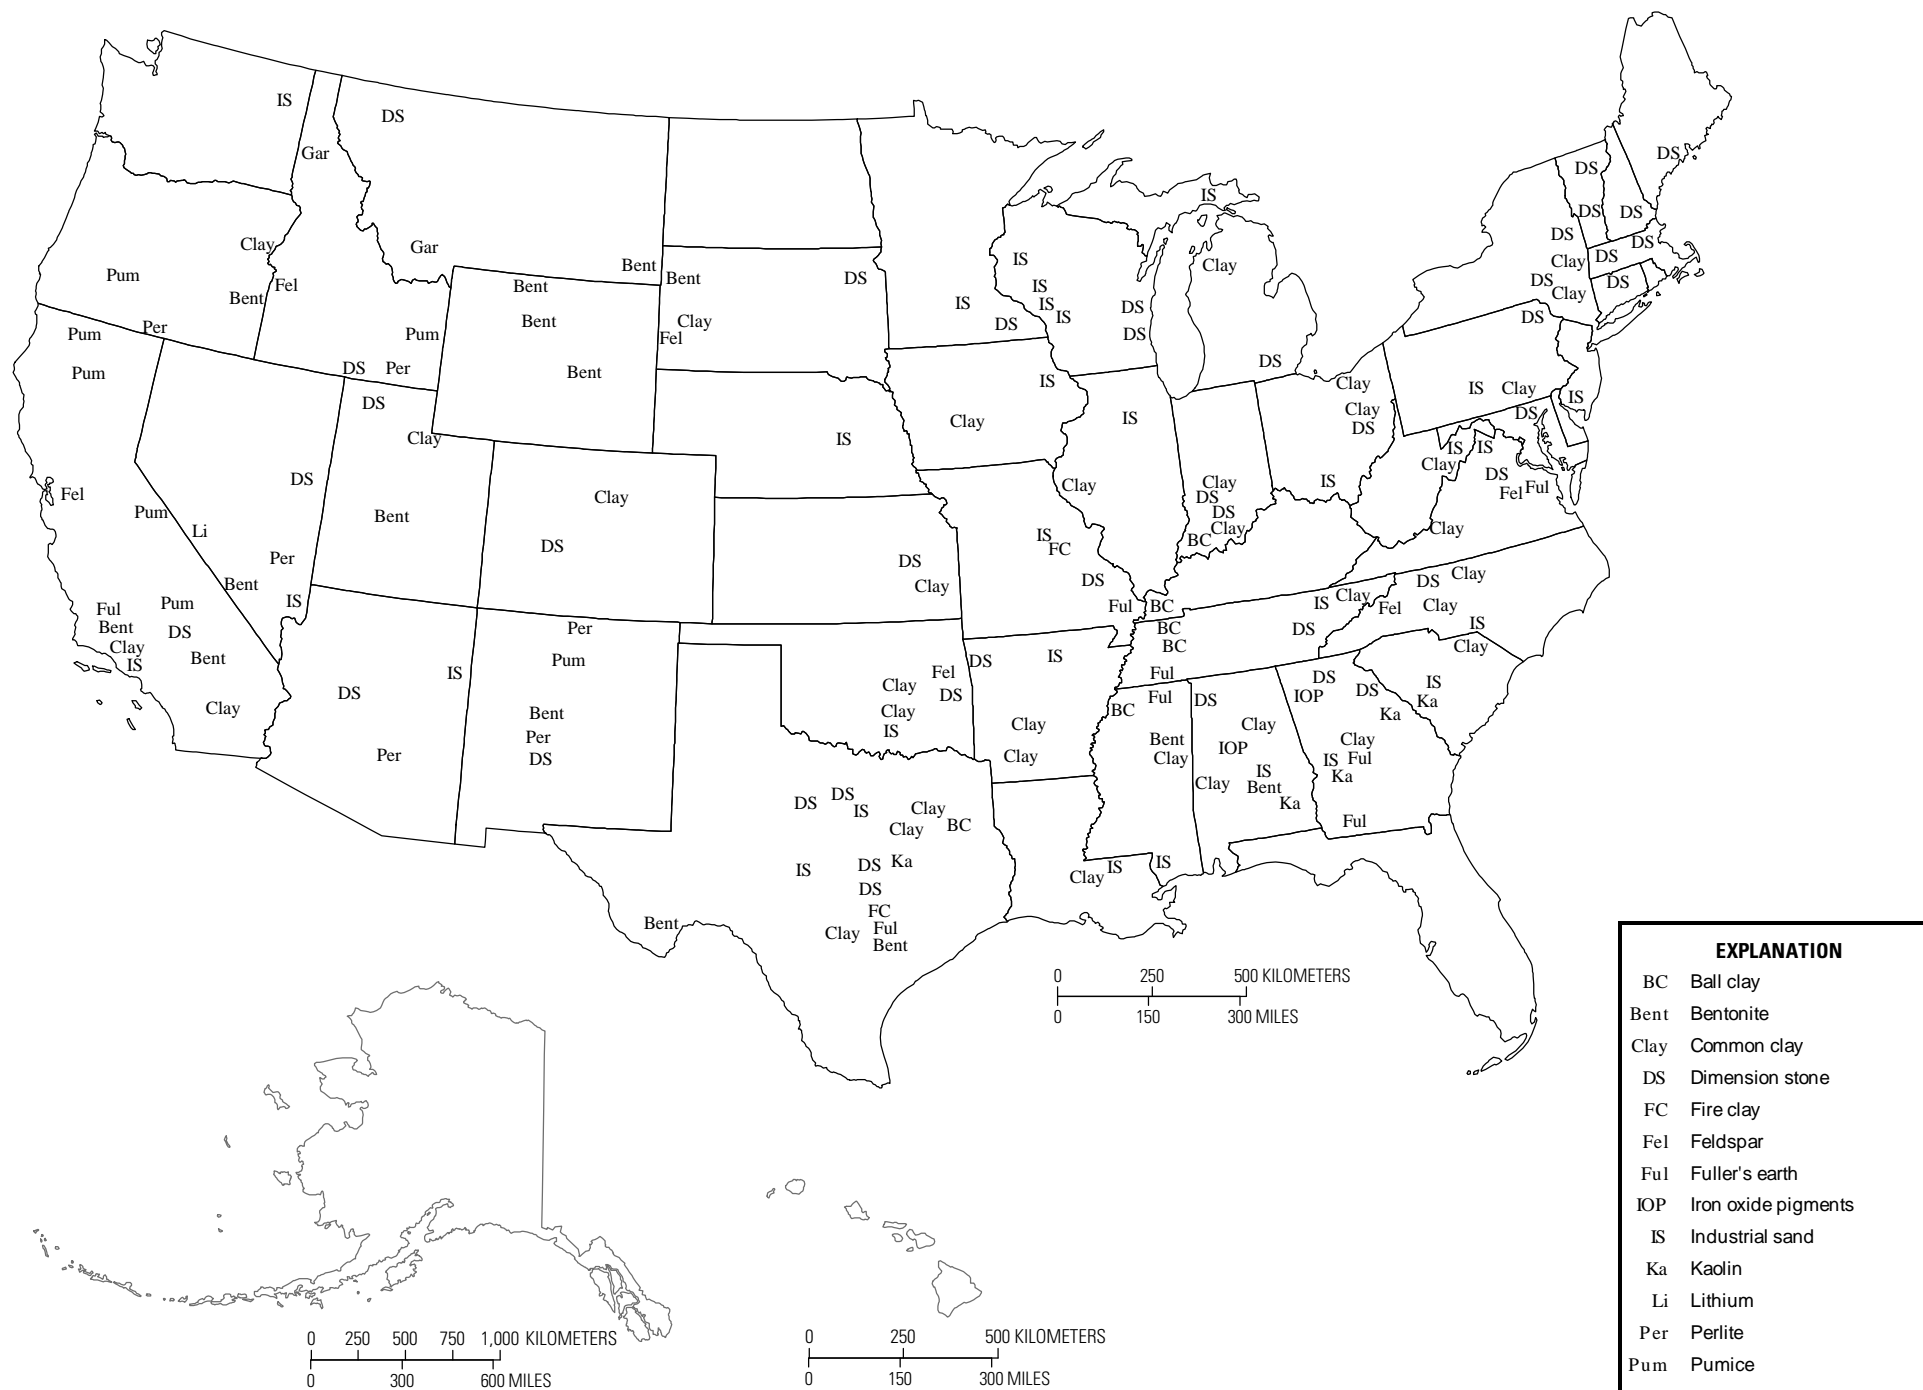 IS
DS
Gar
DS
DS
IS
DS
DS
Clay
Gar
DS
DS
DS
Clay
DS
Pum
Bent
Fel
Bent
Bent
Bent
DS
IS
Clay
IS
DS
Clay
DS
Pum
Per
Pum
Bent
Clay
Fel
IS
DS
IS
IS
DS
DS
DS
Pum
DS
Per
Bent
IS
DS
Clay
IS
Clay
IS
DS
Clay
IS
Clay
IS
Clay
DS
DS
IS
IS
Clay
Fel
Pum
Li
DS
Bent
Clay
Clay
Clay
DS
DS
Clay
BC
IS
DS
Fel
Ful
Clay
Per
Bent
IS
DS
DS
Clay
IS
FC
DS
Ful
BC
IS
Clay
Fel
DS
Clay
Clay
IS
Ful
Bent
Clay
IS
Pum
DS
Bent
Clay
Per
Pum
BC
BC
DS
Clay
DS
Per
IS
Bent
Per
DS
Fel
Clay
DS
Clay
IS
DS
IS
Clay
Clay
Ful
Ful
BC
DS
DS
IOP
DS
Ka
IS
Ka
Bent
Clay
Clay
IOP
Clay
IS
Bent
Ka
Clay
Ful
IS
Ka
Ful
DS
DS
IS
Clay
Clay
BC
IS
DS
Ka
DS
FC
Clay
Ful
Bent
Bent
Clay
IS
IS
0 250 500 KILOMETERS
0 150 300 MILES
0 250 500 750 1,000 KILOMETERS
0 300 600 MILES
0 250 500 KILOMETERS
0 150 300 MILES
EXPLANATION
BC Ball clay
Bent Bentonite
Clay Common clay
DS Dimension stone
FC Fire clay
Fel Feldspar
Ful Fuller's earth
IOP Iron oxide pigments
IS Industrial sand
Ka Kaolin
Li Lithium
Per Perlite
Pum Pumice